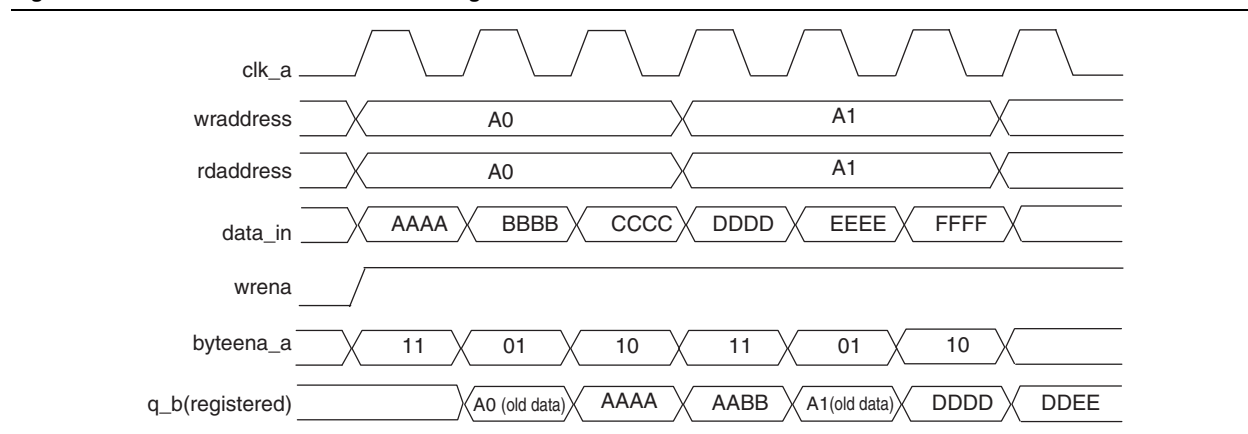 clk_a
wraddress A0 A1
rdaddress A0 A1
data_in AAAA BBBB CCCC DDDD EEEE FFFF
wrena
byteena_a 11 01 10 11 01 10
q_b(registered) A0 (old data) AAAA AABB A1(old data) DDDD DDEE